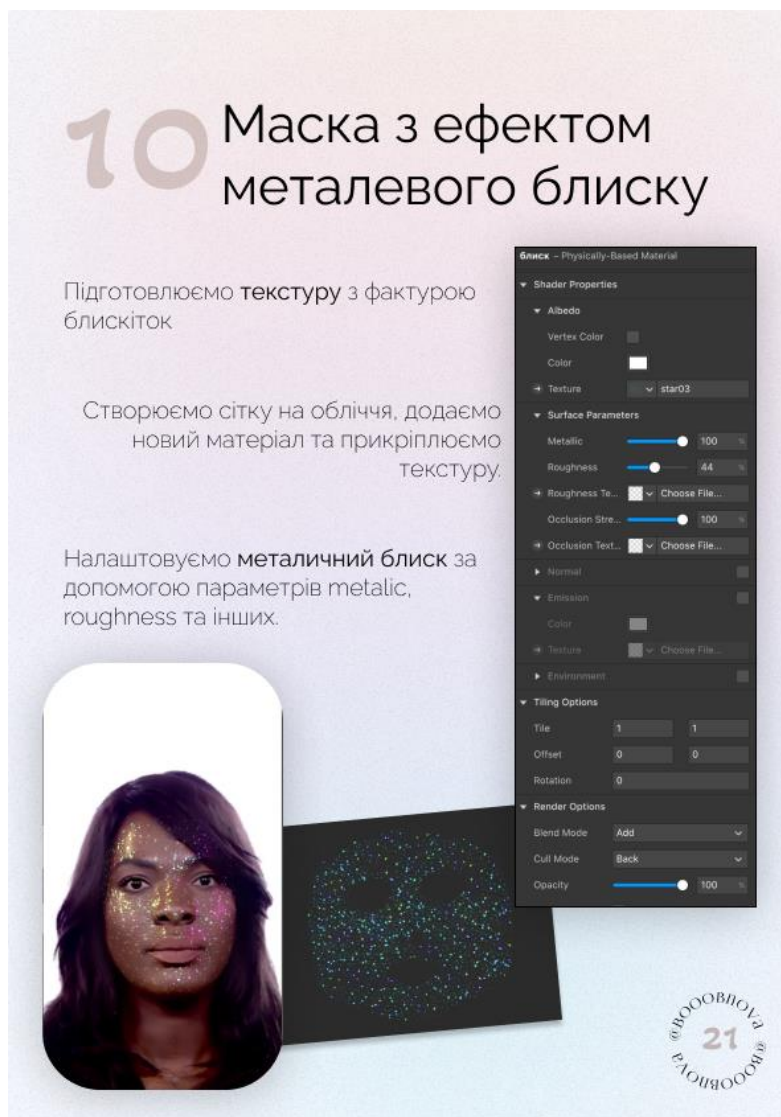 10
Маска з ефектом
металевого блиску
Підготовлюємо текстуру з фактурою
блискіток
Створюємо сітку на обліччя, додаємо
новий матеріал та прикріплюємо
текстуру.
Налаштовуємо металичний блиск за
допомогою параметрів metalic,
roughness та інших.
блиск – Physically-Based Material
Shader Properties
Albedo
Vertex Color
Color
Texture star03
Surface Parameters
Metallic 100 %
Roughness 44 %
Roughness Te... Choose File...
Occlusion Stre... 100 %
Occlusion Text... Choose File...
Normal
Emission
Color
Texture Choose File...
Environment
Tiling Options
Tile 1 1
Offset 0 0
Rotation 0
Render Options
Blend Mode Add
Cull Mode Back
Opacity 100 %
@BOOOBNOVA @BOOOBNOVA
21